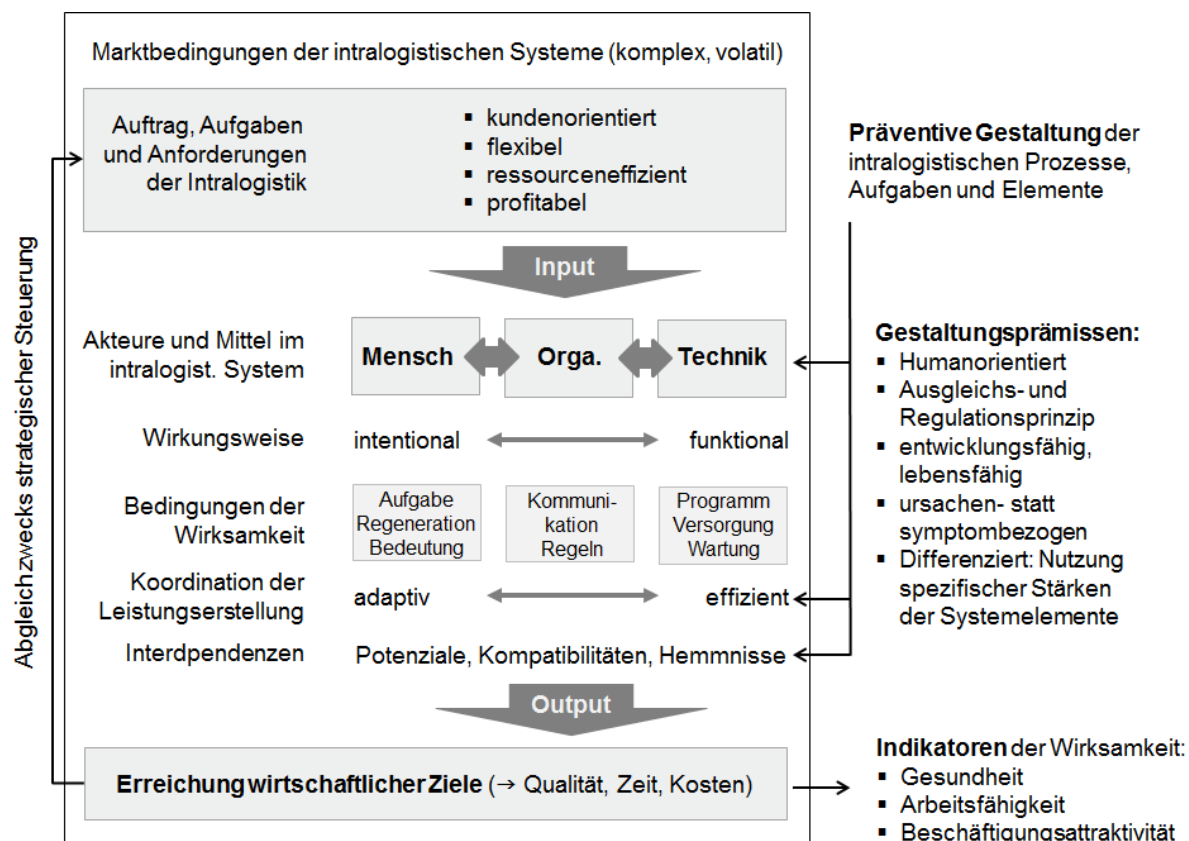 Marktbedingungen der intralogistischen Systeme (komplex, volatil)
Auftrag, Aufgaben
und Anforderungen
der Intralogistik
▪ kundenorientiert
▪ flexibel
▪ ressourceneffizient
▪ profitabel
Input
Akteure und Mittel im
intralogist. System
Mensch
Orga.
Technik
Wirkungsweise
intentional
funktional
Bedingungen der
Wirksamkeit
Aufgabe
Regeneration
Bedeutung
Kommuni-
kation
Regeln
Programm
Versorgung
Wartung
Koordination der
Leistungserstellung
adaptiv
effizient
Interdpendenzen
Potenziale, Kompatibilitäten, Hemmnisse
Output
Erreichung wirtschaftlicher Ziele (→ Qualität, Zeit, Kosten)
Abgleich zwecks strategischer Steuerung
Präventive Gestaltung der
intralogistischen Prozesse,
Aufgaben und Elemente
Gestaltungsprämissen:
▪ Humanorientiert
▪ Ausgleichs- und
Regulationsprinzip
▪ entwicklungsfähig,
lebensfähig
▪ ursachen- statt
symptombezogen
▪ Differenziert: Nutzung
spezifischer Stärken
der Systemelemente
Indikatoren der Wirksamkeit:
▪ Gesundheit
▪ Arbeitsfähigkeit
▪ Beschäftigungsattraktivität